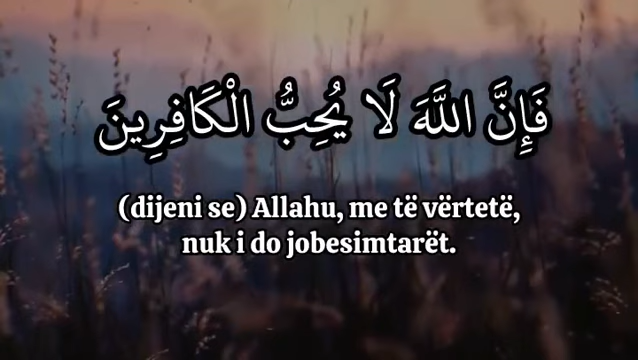 فَإِنَّ اللَّهَ لَا يُحِبُّ الْكَافِرِينَ
(dijeni se) Allahu, me të vërtetë,
nuk i do jobesimtarët.